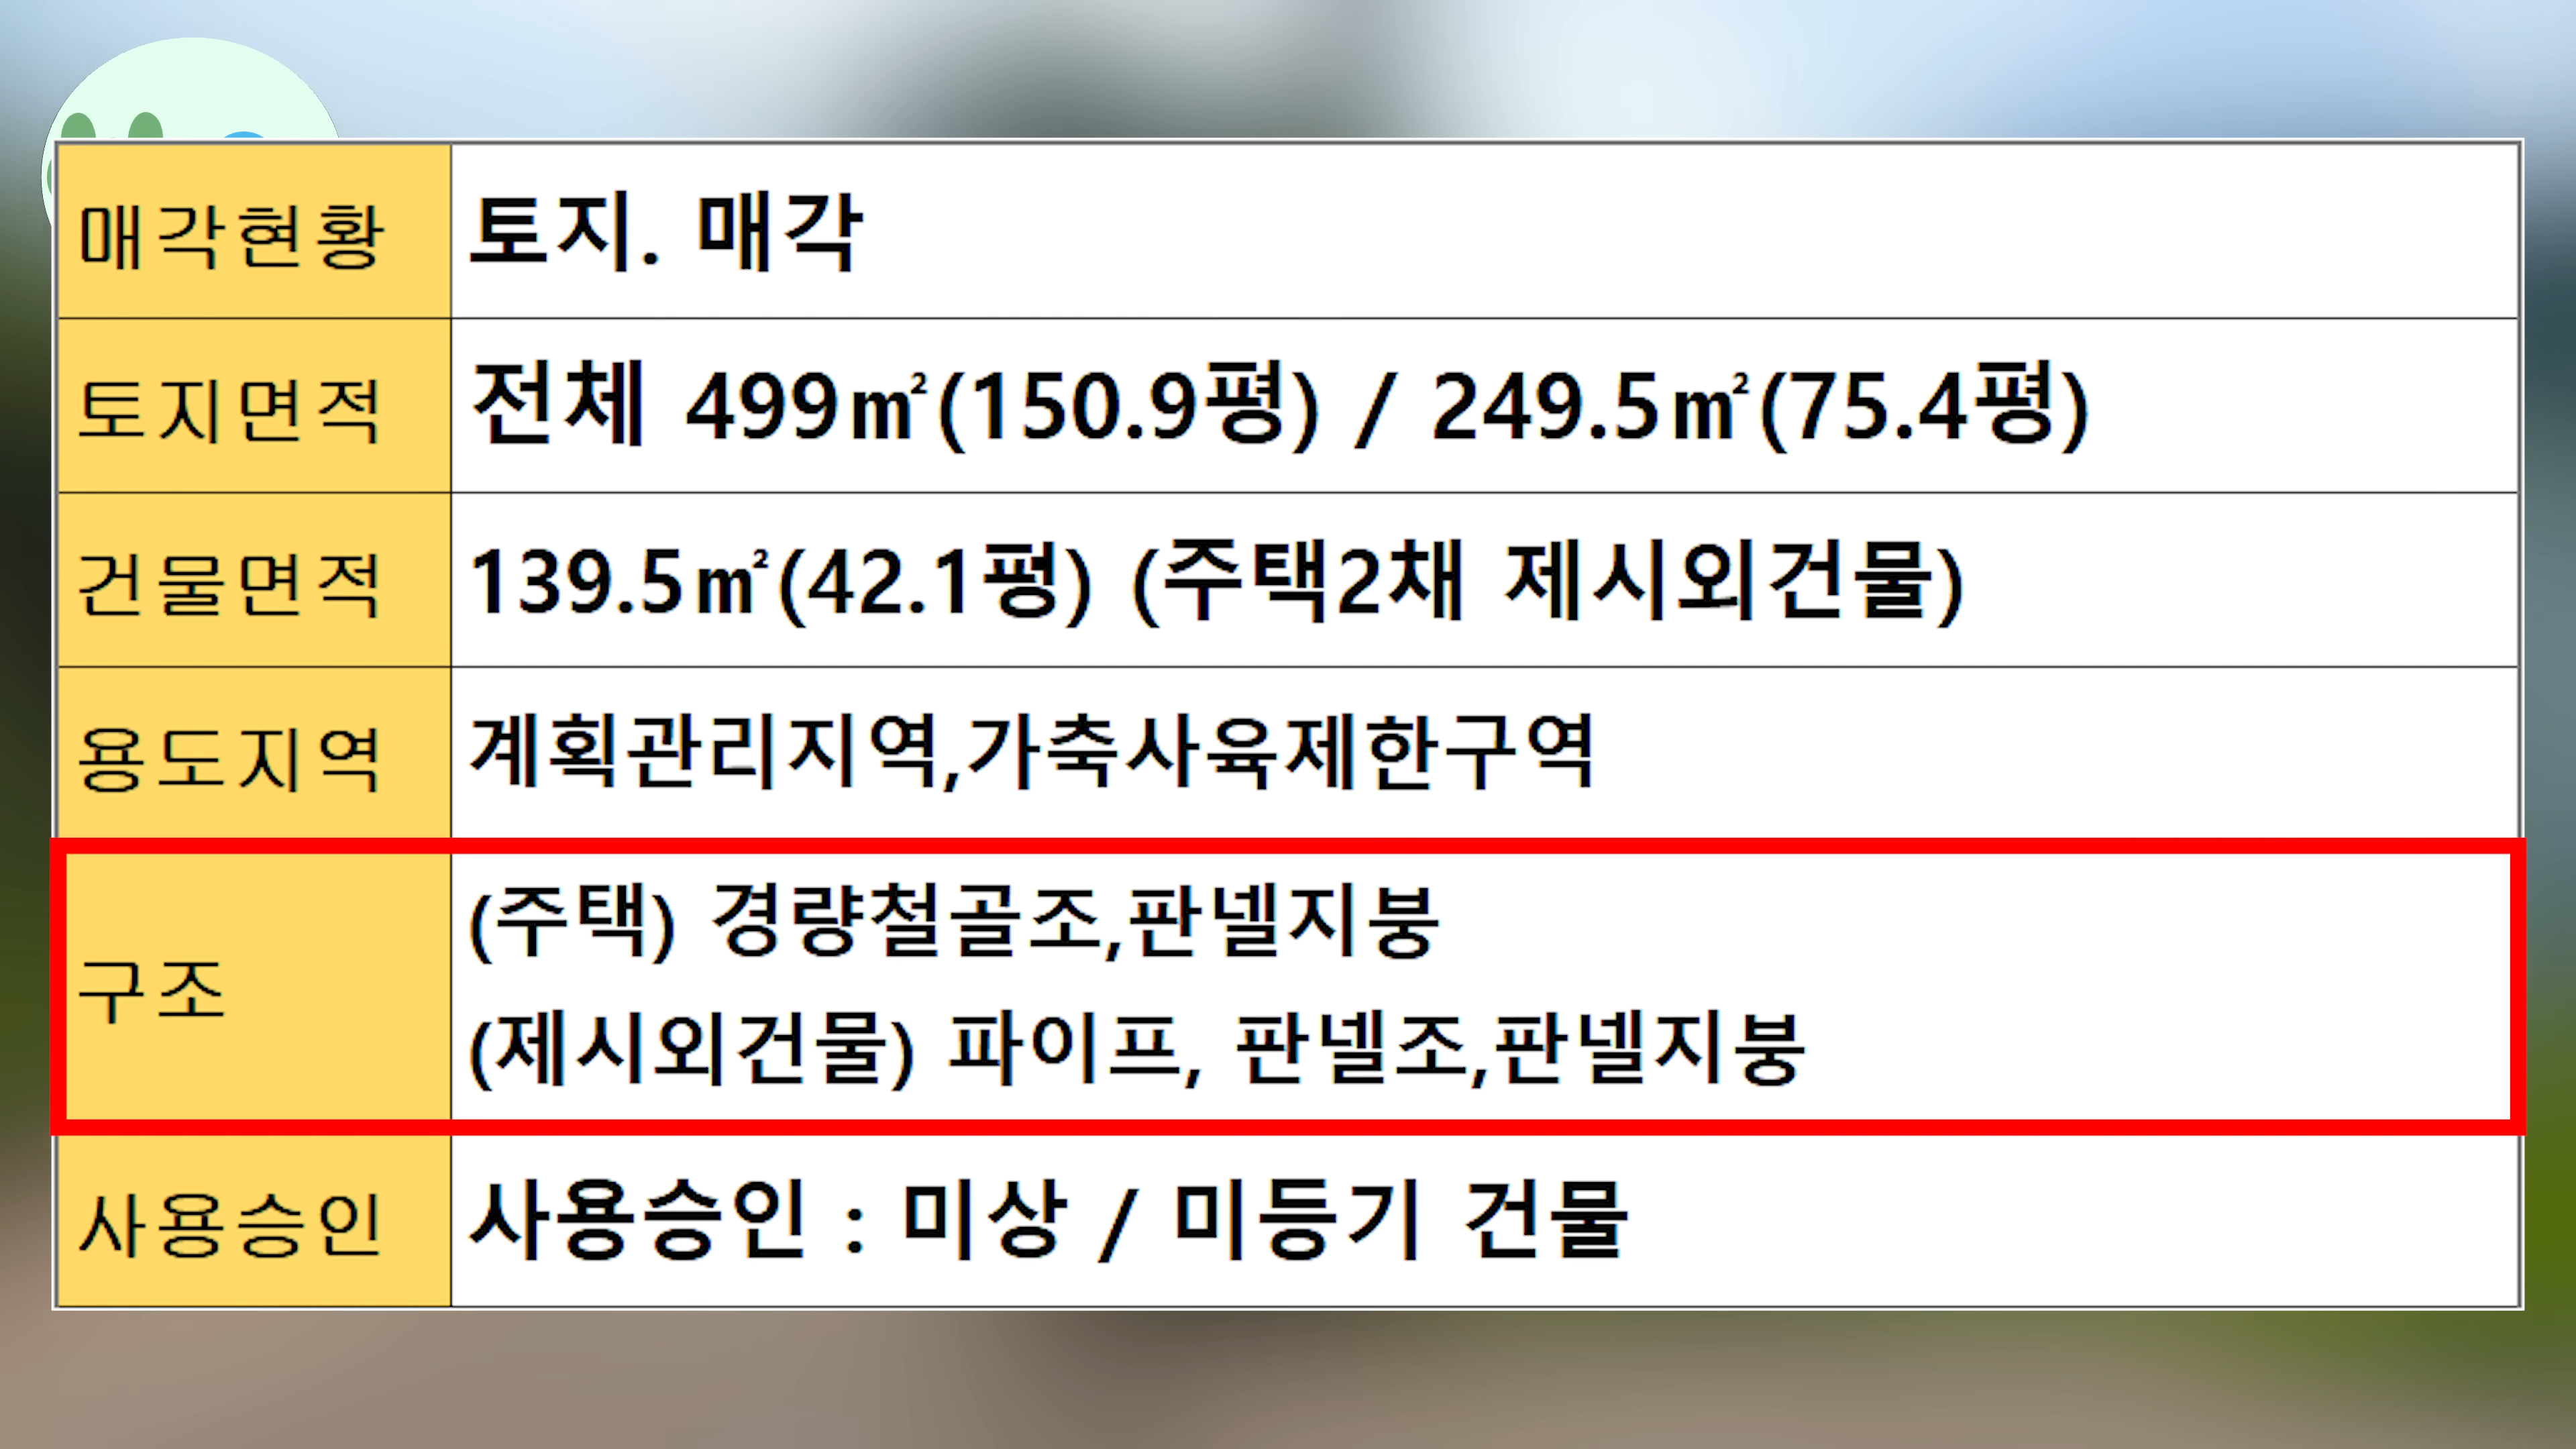 매각현황 토지. 매각
토지면적 전체 499㎡(150.9평) / 249.5㎡(75.4평)
건물면적 139.5㎡(42.1평) (주택2채 제시외건물)
용도지역 계획관리지역,가축사육제한구역
구조 (주택) 경량철골조,판넬지붕
(제시외건물) 파이프, 판넬조,판넬지붕
사용승인 사용승인 : 미상 / 미등기 건물